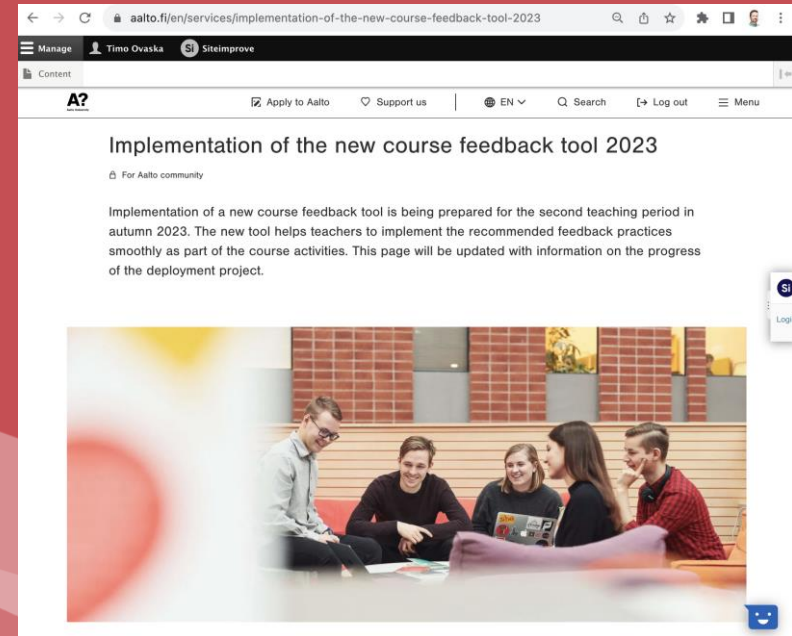 aalto.fi/en/services/implementation-of-the-new-course-feedback-tool-2023
Manage Timo Ovaska Si Siteimprove
Content
A?
Apply to Aalto Support us EN Search Log out Menu
Implementation of the new course feedback tool 2023
For Aalto community
Implementation of a new course feedback tool is being prepared for the second teaching period in
autumn 2023. The new tool helps teachers to implement the recommended feedback practices
smoothly as part of the course activities. This page will be updated with information on the progress
of the deployment project.
Si
Logi